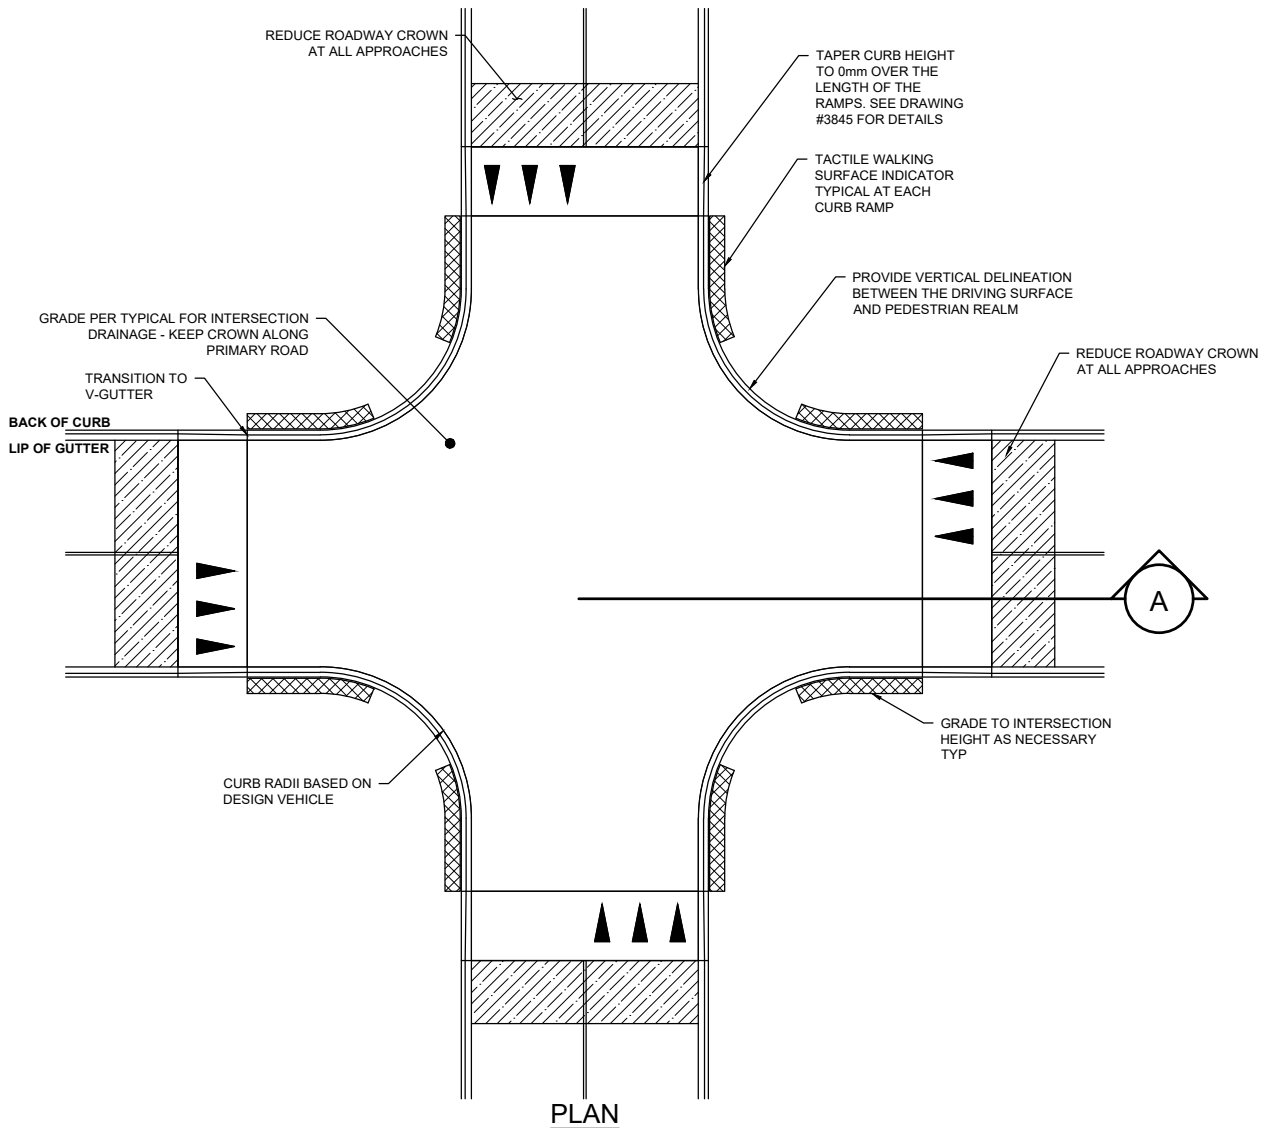 REDUCE ROADWAY CROWN
AT ALL APPROACHES
TAPER CURB HEIGHT
TO 0mm OVER THE
LENGTH OF THE
RAMPS. SEE DRAWING
#3845 FOR DETAILS
TACTILE WALKING
SURFACE INDICATOR
TYPICAL AT EACH
CURB RAMP
PROVIDE VERTICAL DELINEATION
BETWEEN THE DRIVING SURFACE
AND PEDESTRIAN REALM
GRADE PER TYPICAL FOR INTERSECTION
DRAINAGE - KEEP CROWN ALONG
PRIMARY ROAD
REDUCE ROADWAY CROWN
AT ALL APPROACHES
TRANSITION TO
V-GUTTER
BACK OF CURB
LIP OF GUTTER
A
GRADE TO INTERSECTION
HEIGHT AS NECESSARY
TYP
CURB RADII BASED ON
DESIGN VEHICLE
PLAN